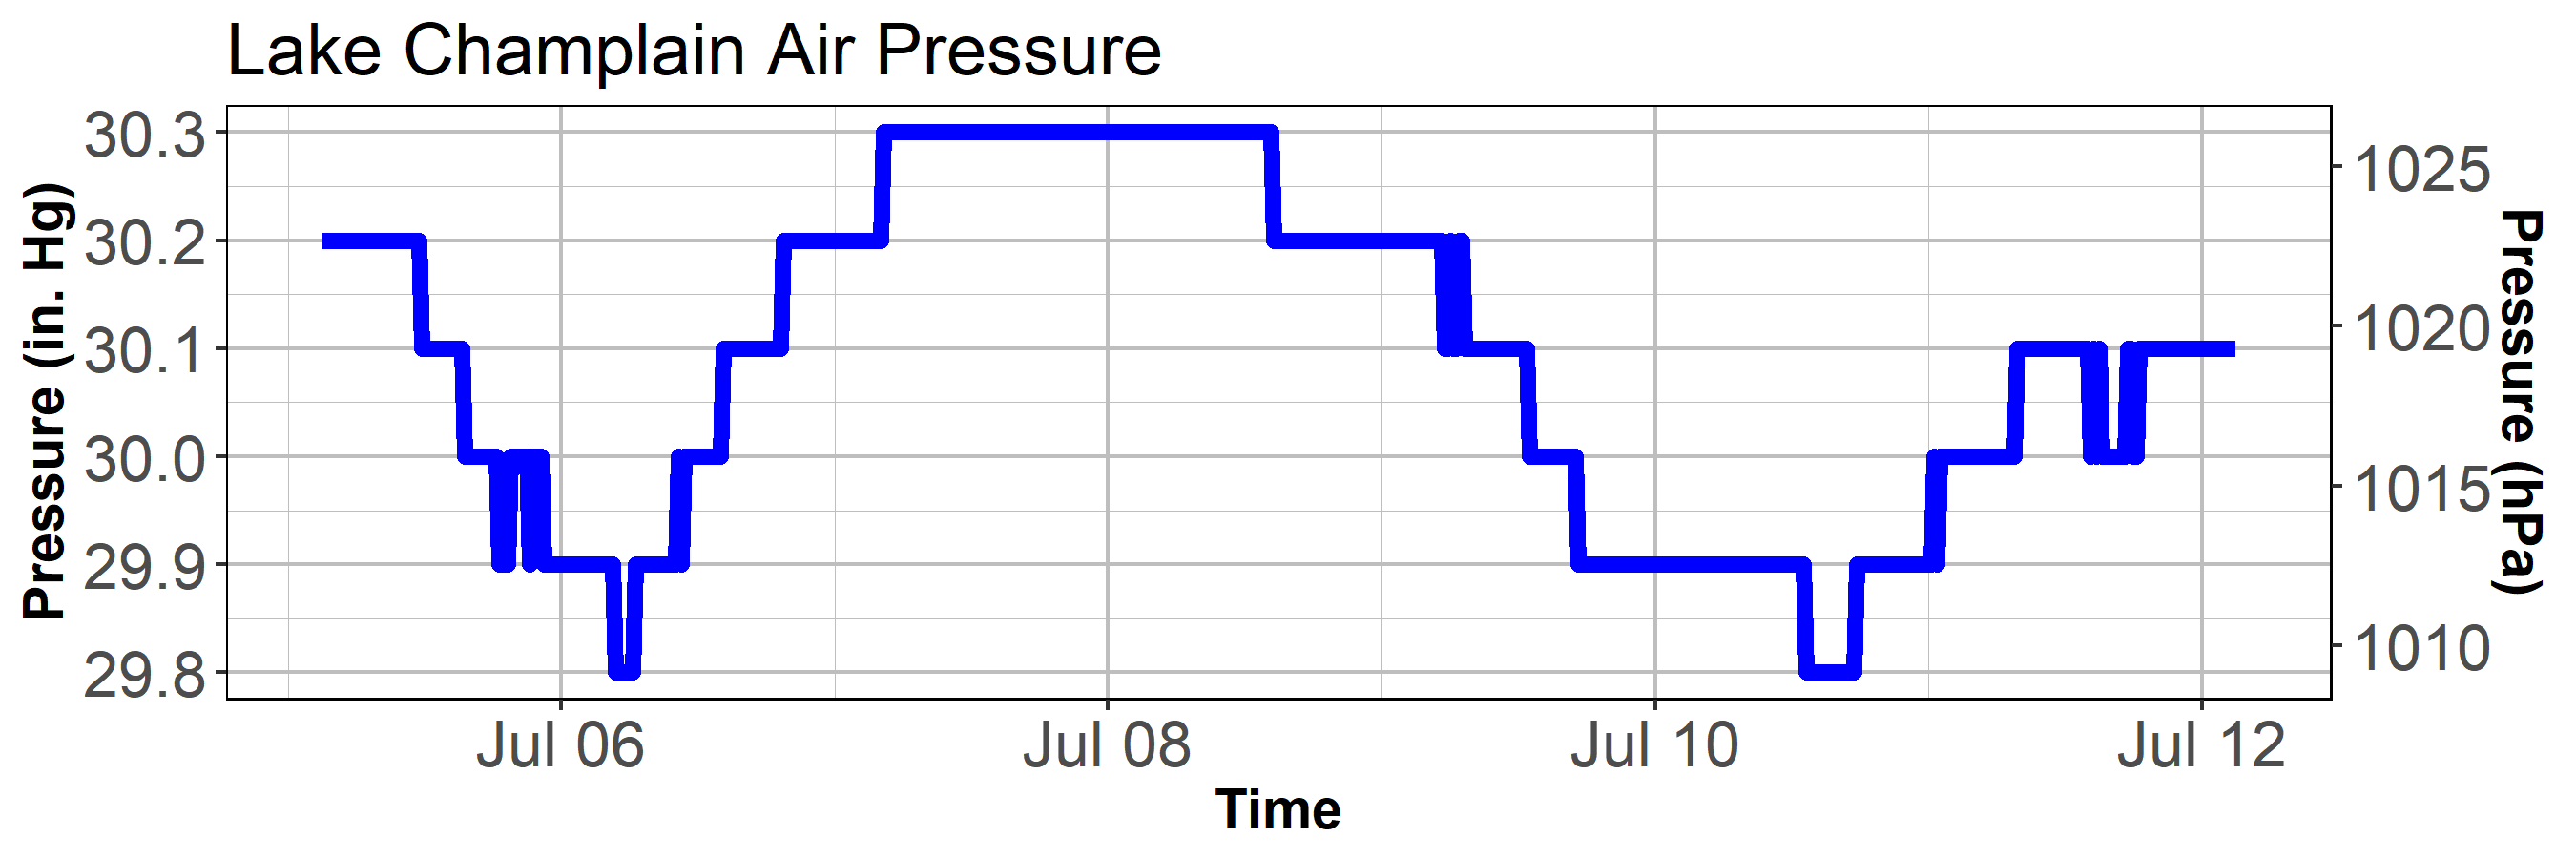 Lake Champlain Air Pressure
Pressure (in. Hg)
30.3
30.2
30.1
30.0
29.9
29.8
1025
1020
1015
1010
Pressure (hPa)
Jul 06 Jul 08 Jul 10 Jul 12
Time